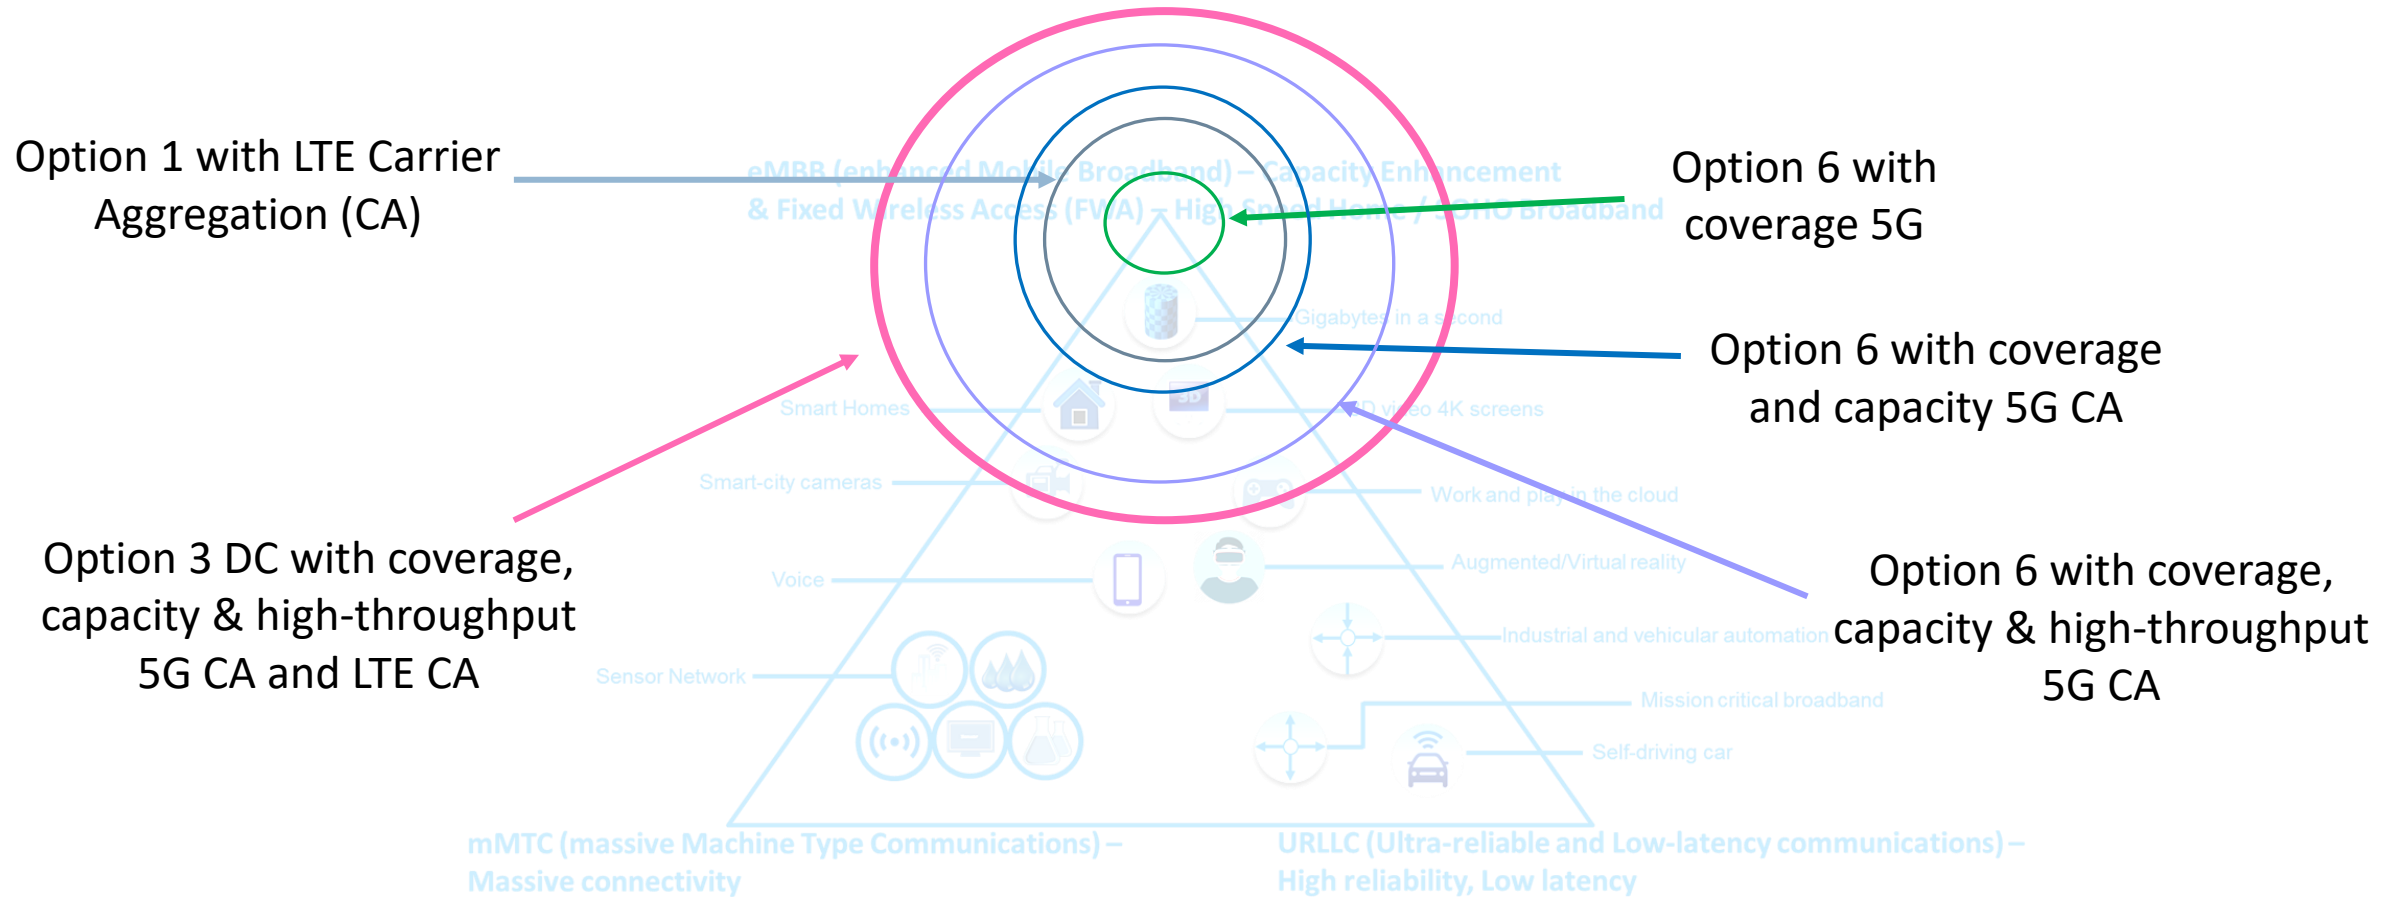 Option 1 with LTE Carrier
Aggregation (CA)
eMBB (enhanced Mobile Broadband) – Capacity Enhancement
& Fixed Wireless Access (FWA) – High Speed Home / SOHO Broadband
Option 6 with
coverage 5G
Gigabytes in a second
Option 6 with coverage
and capacity 5G CA
Smart Homes
3D
3D video 4K screens
Smart-city cameras
Work and play in the cloud
Option 3 DC with coverage,
capacity & high-throughput
5G CA and LTE CA
Voice
Augmented/Virtual reality
Option 6 with coverage,
capacity & high-throughput
5G CA
Industrial and vehicular automation
Sensor Network
Mission critical broadband
Self-driving car
mMTC (massive Machine Type Communications) –
Massive connectivity
URLLC (Ultra-reliable and Low-latency communications) –
High reliability, Low latency